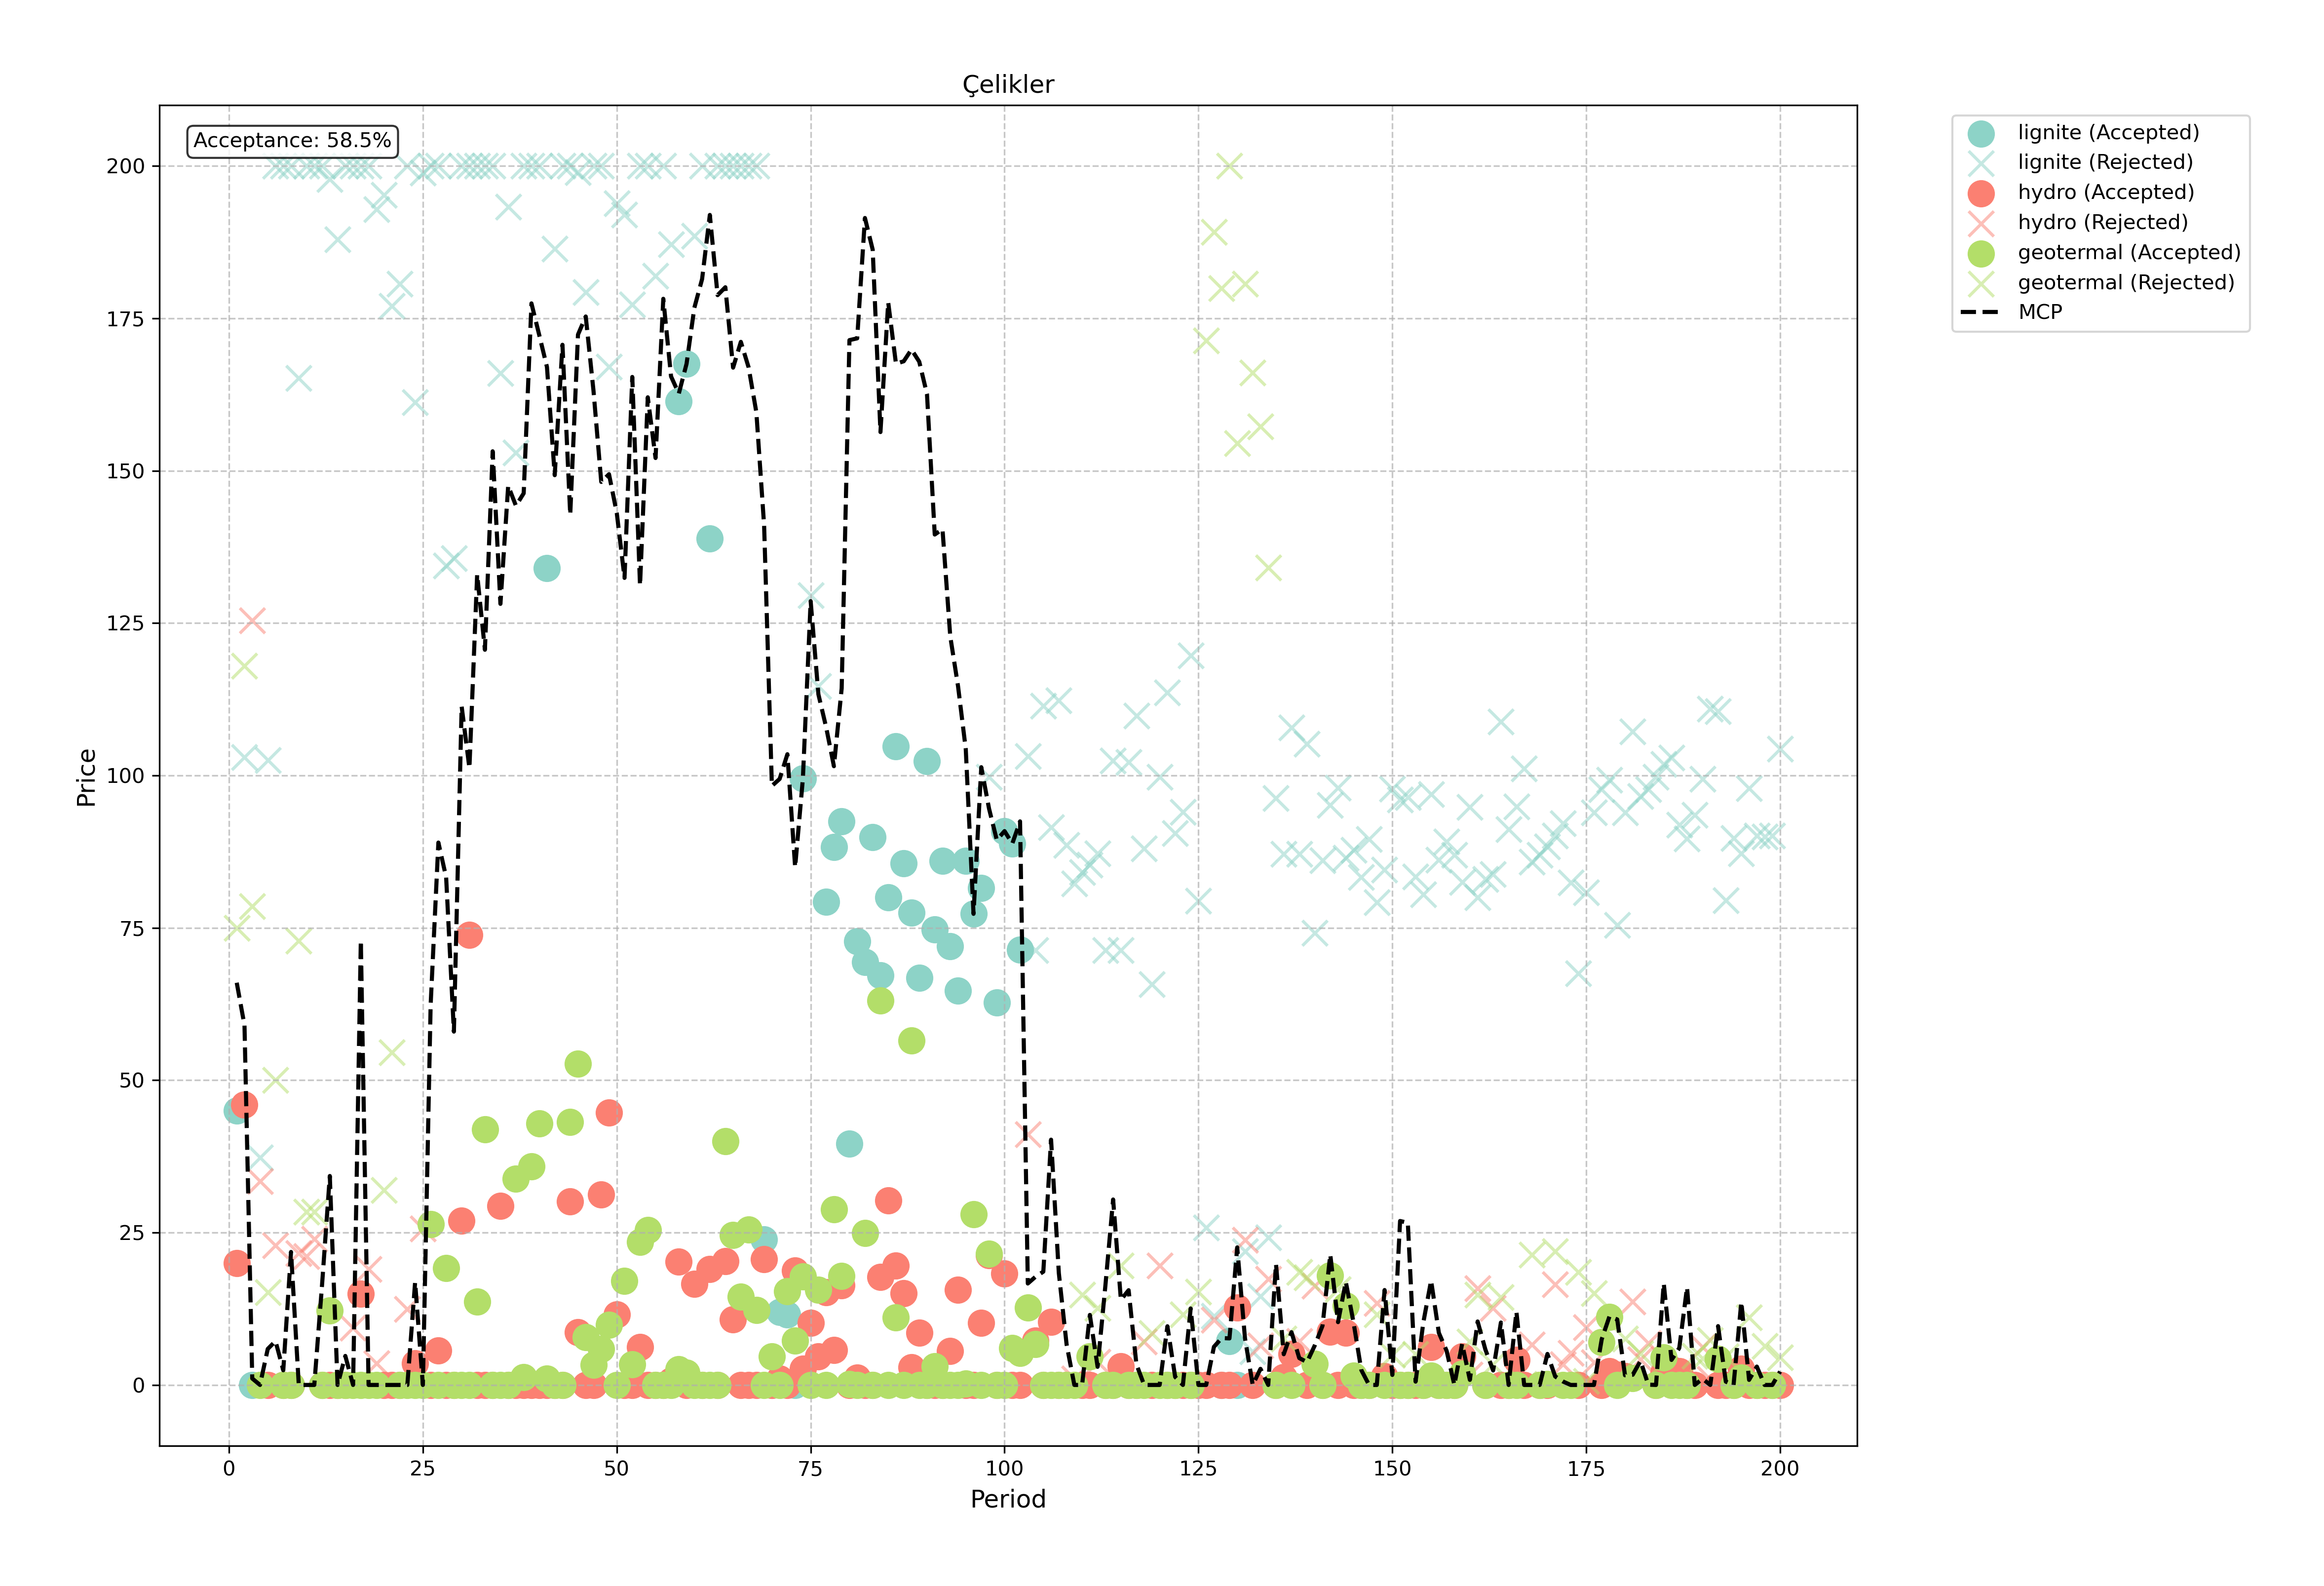 Çelikler
Acceptance: 58.5%
200
175
150
125
100
75
50
25
0
Price
0 25 50 75 100 125 150 175 200
Period
lignite (Accepted)
lignite (Rejected)
hydro (Accepted)
hydro (Rejected)
geotermal (Accepted)
geotermal (Rejected)
MCP